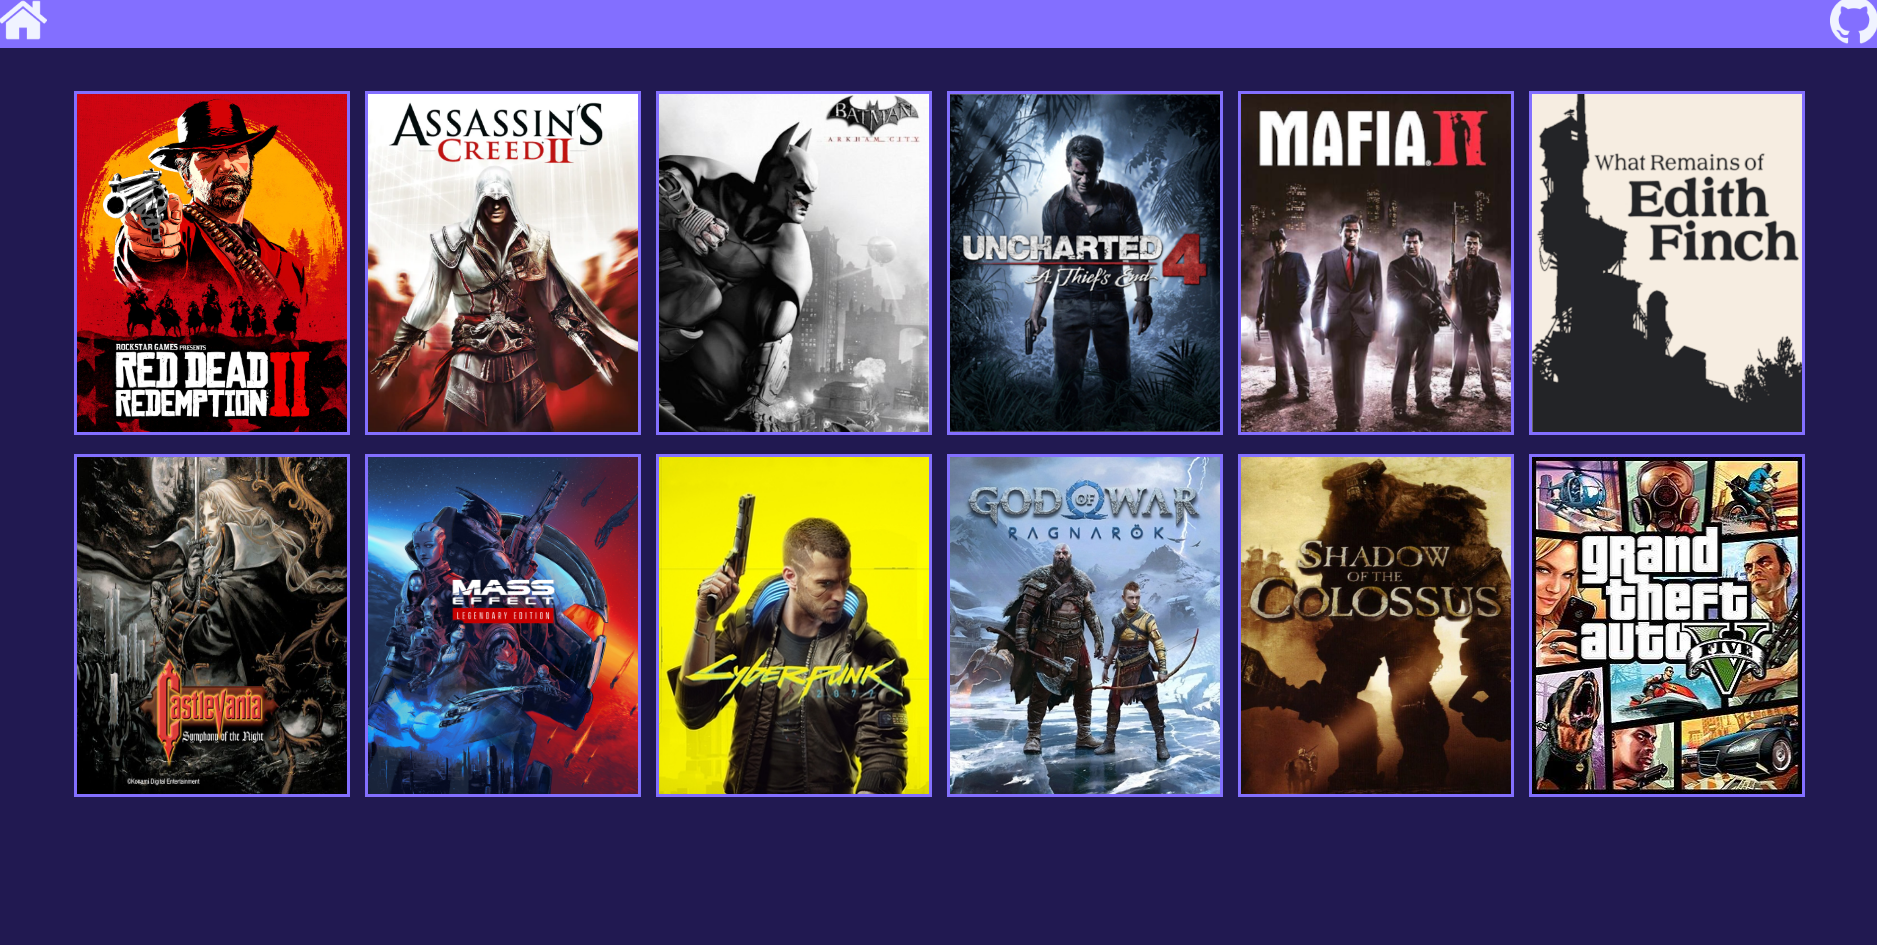 ROCKSTAR GAMES PRESENTS
RED DEAD
REDEMPTION II
ASSASSIN'S
CREED II
BATMAN
ARKHAM CITY
UNCHARTED 4
A Thief's End
MAFIA II
What Remains of
Edith
Finch
Castlevania
Symphony of the Night
©Konami Digital Entertainment
MASS
EFFECT
LEGENDARY EDITION
CYBERPUNK
2077
GOD OF WAR
RAGNARÖK
SHADOW
OF THE
COLOSSUS
grand
theft
auto V
FIVE